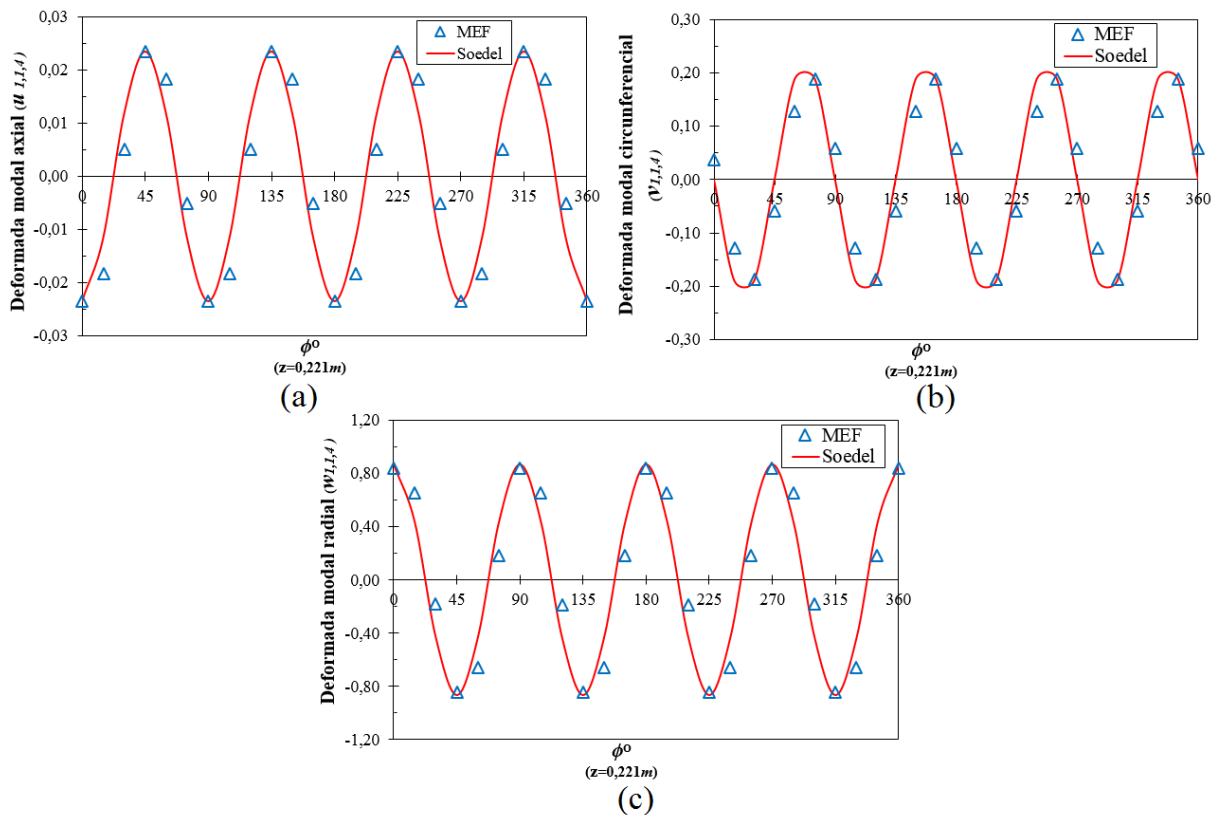 (a)
Deformada modal axial (u 1,1,4)
0,03
0,02
0,01
0,00
-0,01
-0,02
-0,03
0 45 90 135 180 225 270 315 360
MEF
Soedel
ϕº
(z=0,221m)
(a)
(b)
Deformada modal circunferencial
(v1,1,4)
0,30
0,20
0,10
0,00
-0,10
-0,20
-0,30
0 45 90 135 180 225 270 315 360
MEF
Soedel
ϕº
(z=0,221m)
(b)
Deformada modal radial (w1,1,4)
1,20
0,80
0,40
0,00
-0,40
-0,80
-1,20
0 45 90 135 180 225 270 315 360
MEF
Soedel
ϕº
(z=0,221m)
(c)